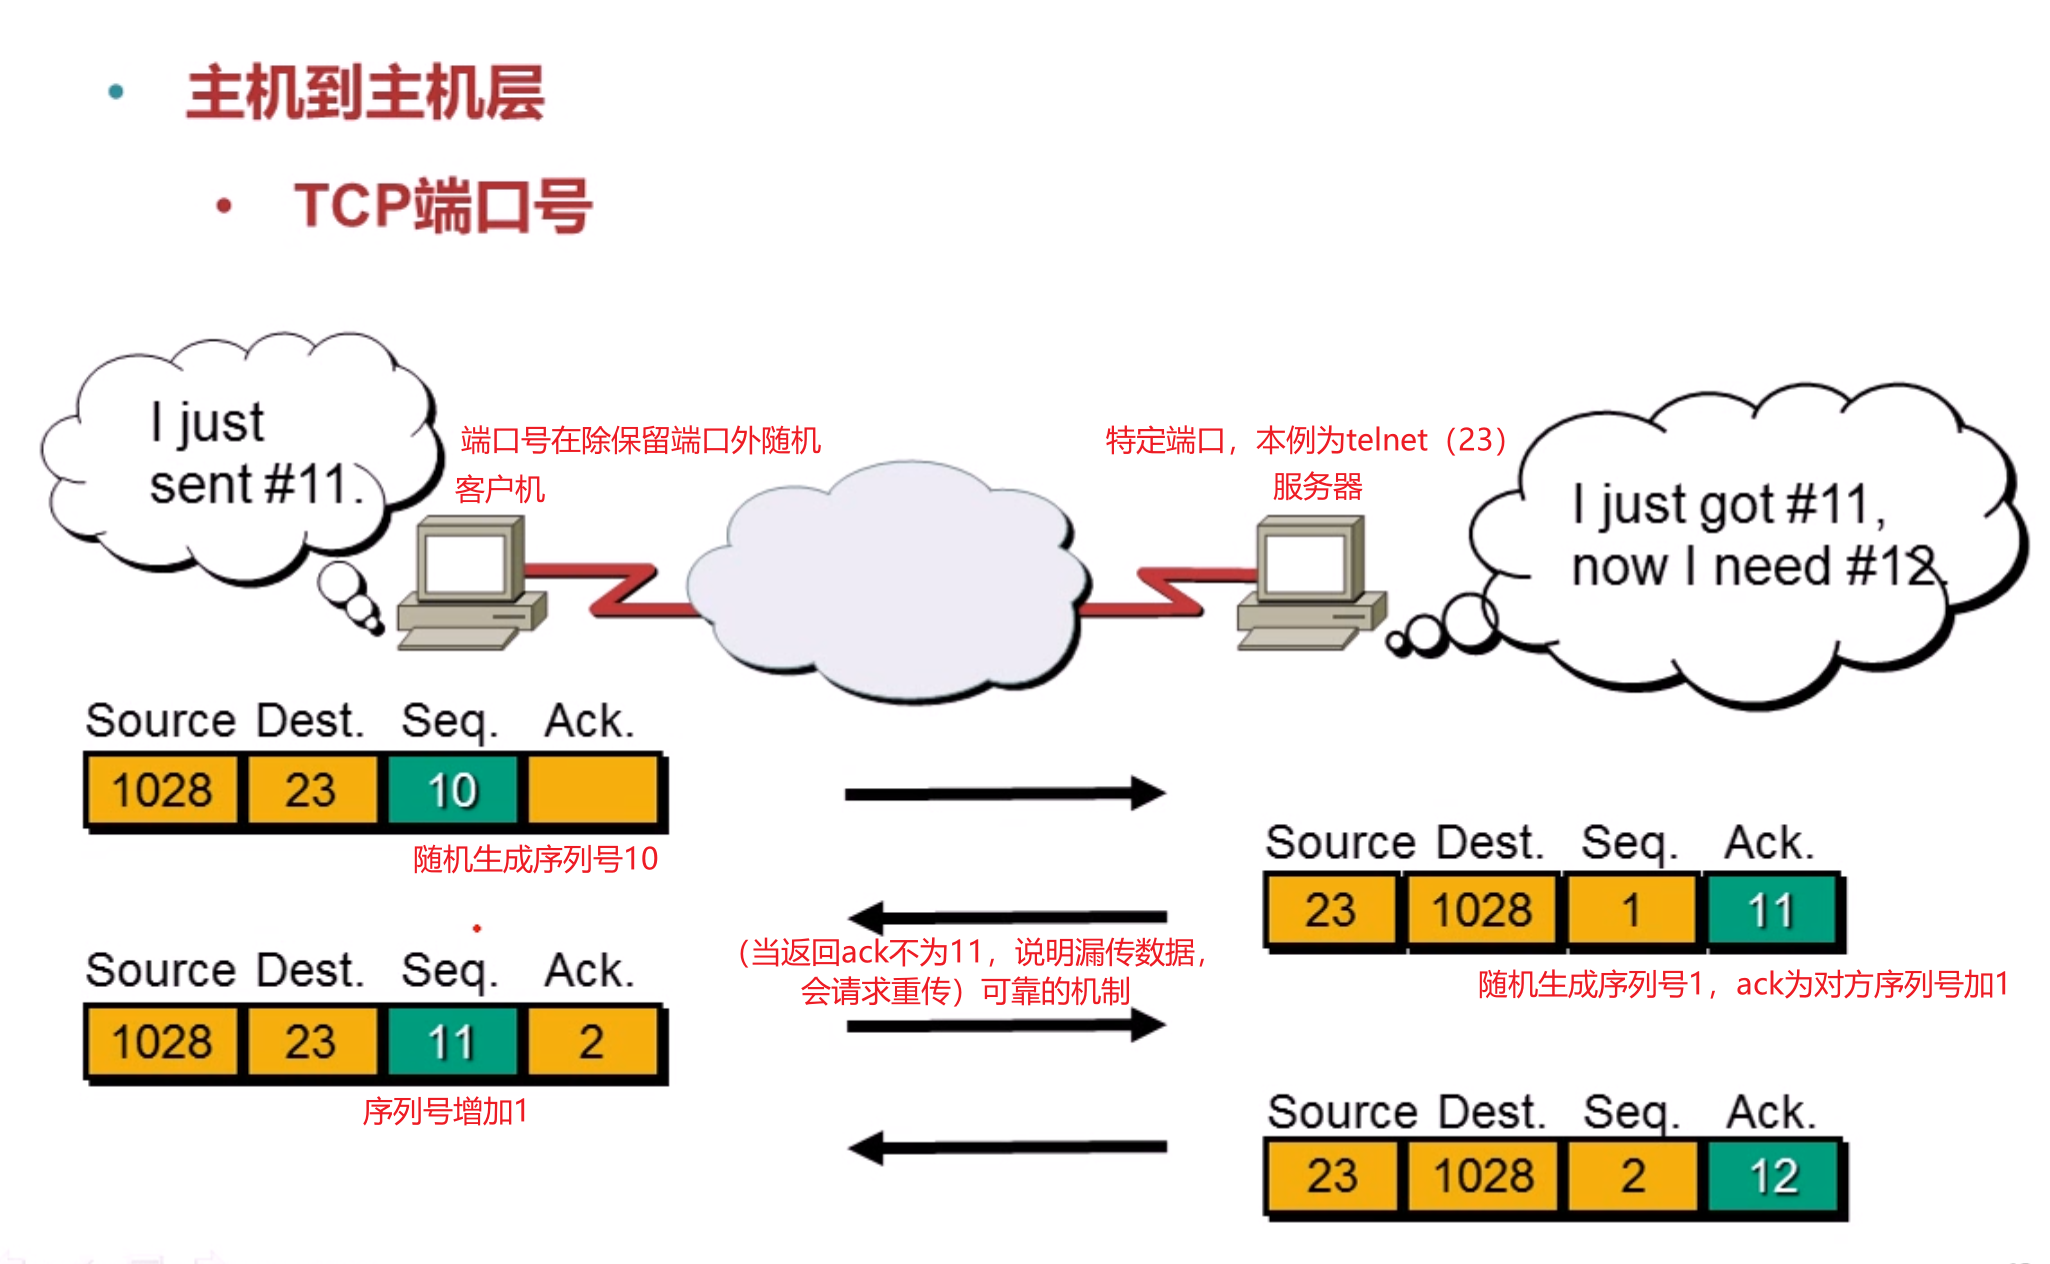 主机到主机层
TCP端口号
I just
sent #11.
端口号在除保留端口外随机
客户机
特定端口，本例为telnet（23）
服务器
I just got #11,
now I need #12.
Source Dest. Seq. Ack.
1028 23 10
随机生成序列号10
Source Dest. Seq. Ack.
23 1028 1 11
随机生成序列号1，ack为对方序列号加1
（当返回ack不为11，说明漏传数据，
会请求重传）可靠的机制
Source Dest. Seq. Ack.
1028 23 11 2
序列号增加1
Source Dest. Seq. Ack.
23 1028 2 12